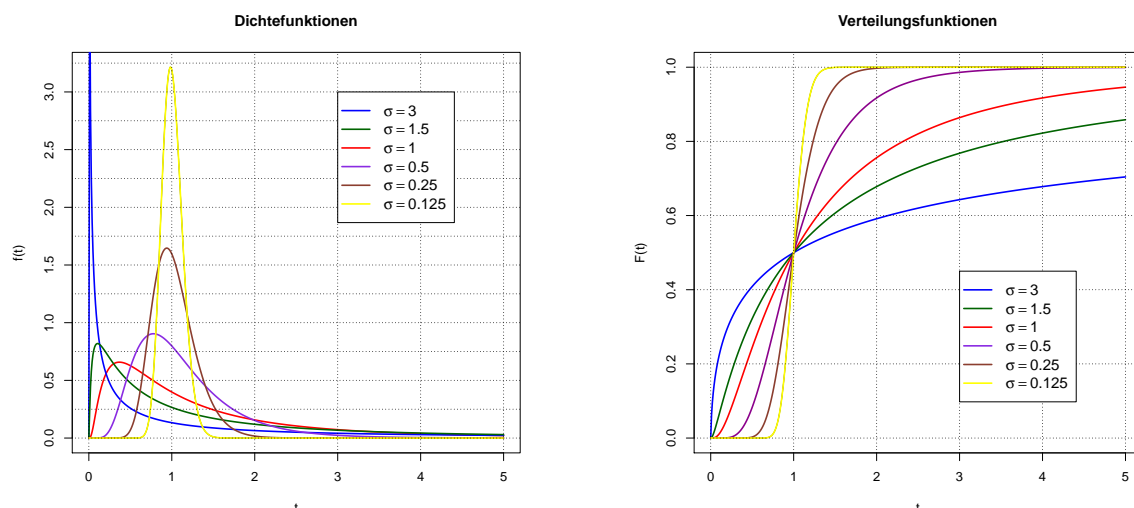 Dichtefunktionen
f(t)
0.0
0.5
1.0
1.5
2.0
2.5
3.0
σ = 3
σ = 1.5
σ = 1
σ = 0.5
σ = 0.25
σ = 0.125
0 1 2 3 4 5
Verteilungsfunktionen
F(t)
0.0
0.2
0.4
0.6
0.8
1.0
σ = 3
σ = 1.5
σ = 1
σ = 0.5
σ = 0.25
σ = 0.125
0 1 2 3 4 5